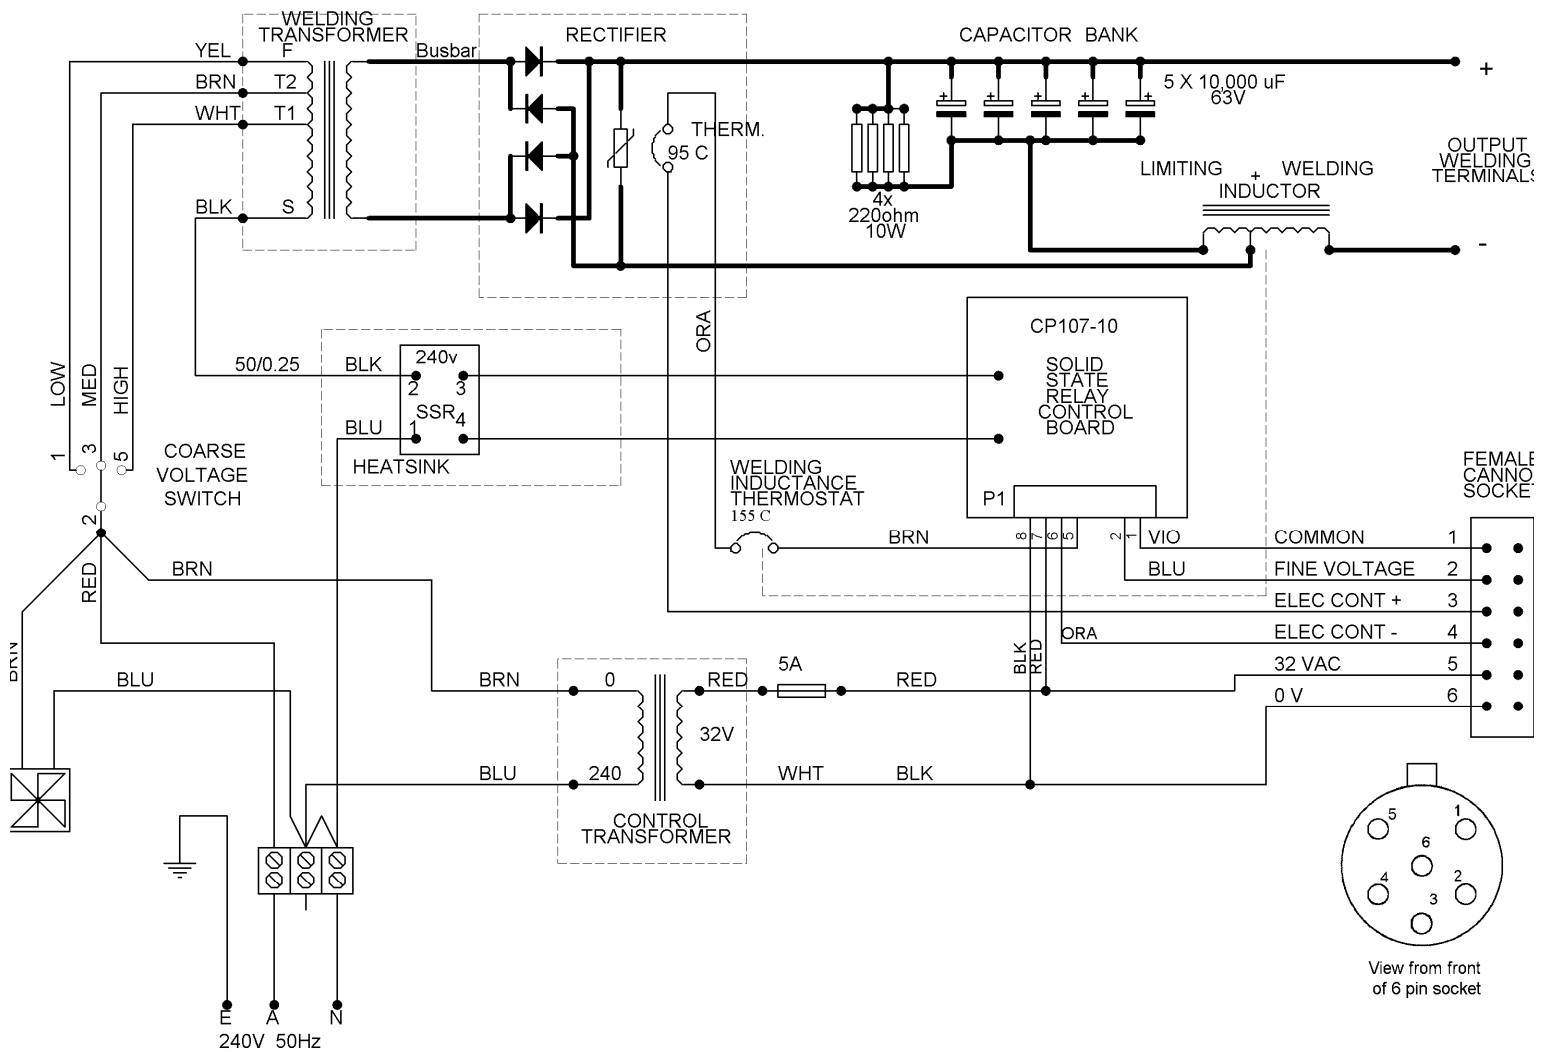 WELDING
TRANSFORMER
RECTIFIER
CAPACITOR BANK
YEL
F
Busbar
+
BRN
T2
5 X 10,000 uF
63V
WHT
T1
+ + + + +
THERM.
95 C
OUTPUT
WELDING
TERMINALS
LIMITING + WELDING
INDUCTOR
BLK
S
4x
220ohm
10W
-
ORA
CP107-10
SOLID
STATE
RELAY
CONTROL
BOARD
50/0.25
BLK
240v
2 3
SSR
BLU
1 4
HEATSINK
LOW
MED
HIGH
1
3
5
COARSE
VOLTAGE
SWITCH
2
WELDING
INDUCTANCE
THERMOSTAT
155 C
P1
FEMALE
CANNO
SOCKE
BRN
8 7 6 5 2 1
VIO
COMMON
1
BLU
FINE VOLTAGE
2
RED
BRN
ELEC CONT +
3
BRN
BLK
RED
ORA
ELEC CONT -
4
5A
32 VAC
5
BLU
BRN
0
RED
RED
0 V
6
32V
BLU
240
WHT
BLK
CONTROL
TRANSFORMER
5 1
6
4 2
3
View from front
of 6 pin socket
E
A
N
240V 50Hz